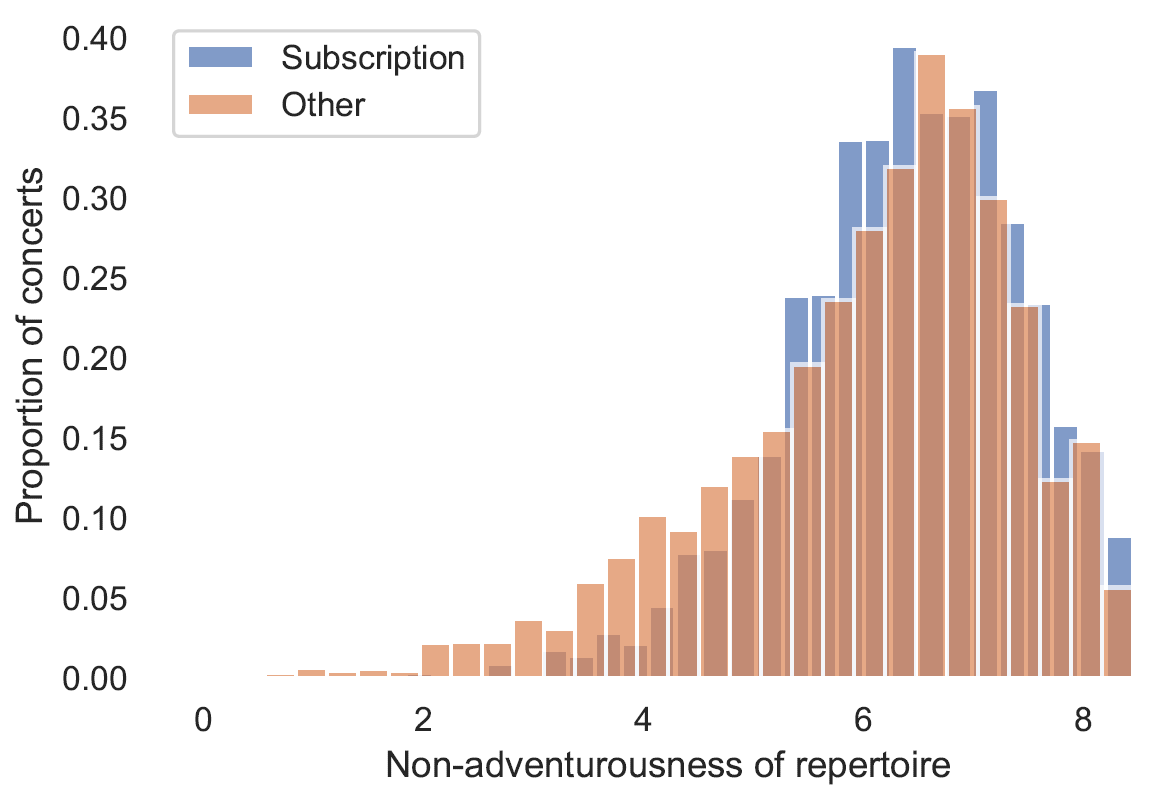 Subscription
Other
Proportion of concerts
0.40
0.35
0.30
0.25
0.20
0.15
0.10
0.05
0.00
0 2 4 6 8
Non-adventurousness of repertoire